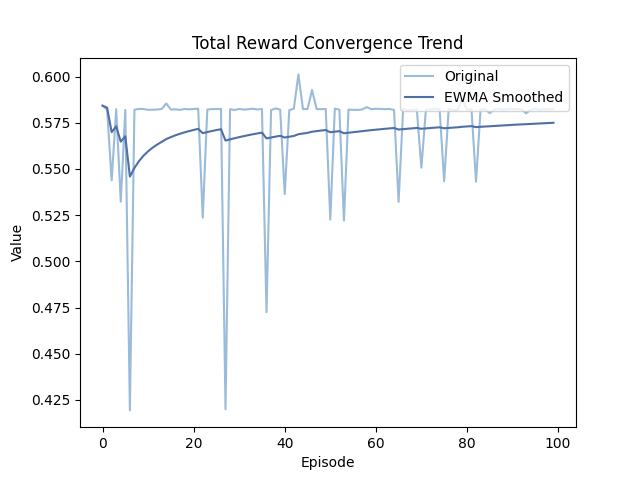 Total Reward Convergence Trend
Original
EWMA Smoothed
0.600
0.575
0.550
0.525
0.500
0.475
0.450
0.425
Value
0 20 40 60 80 100
Episode